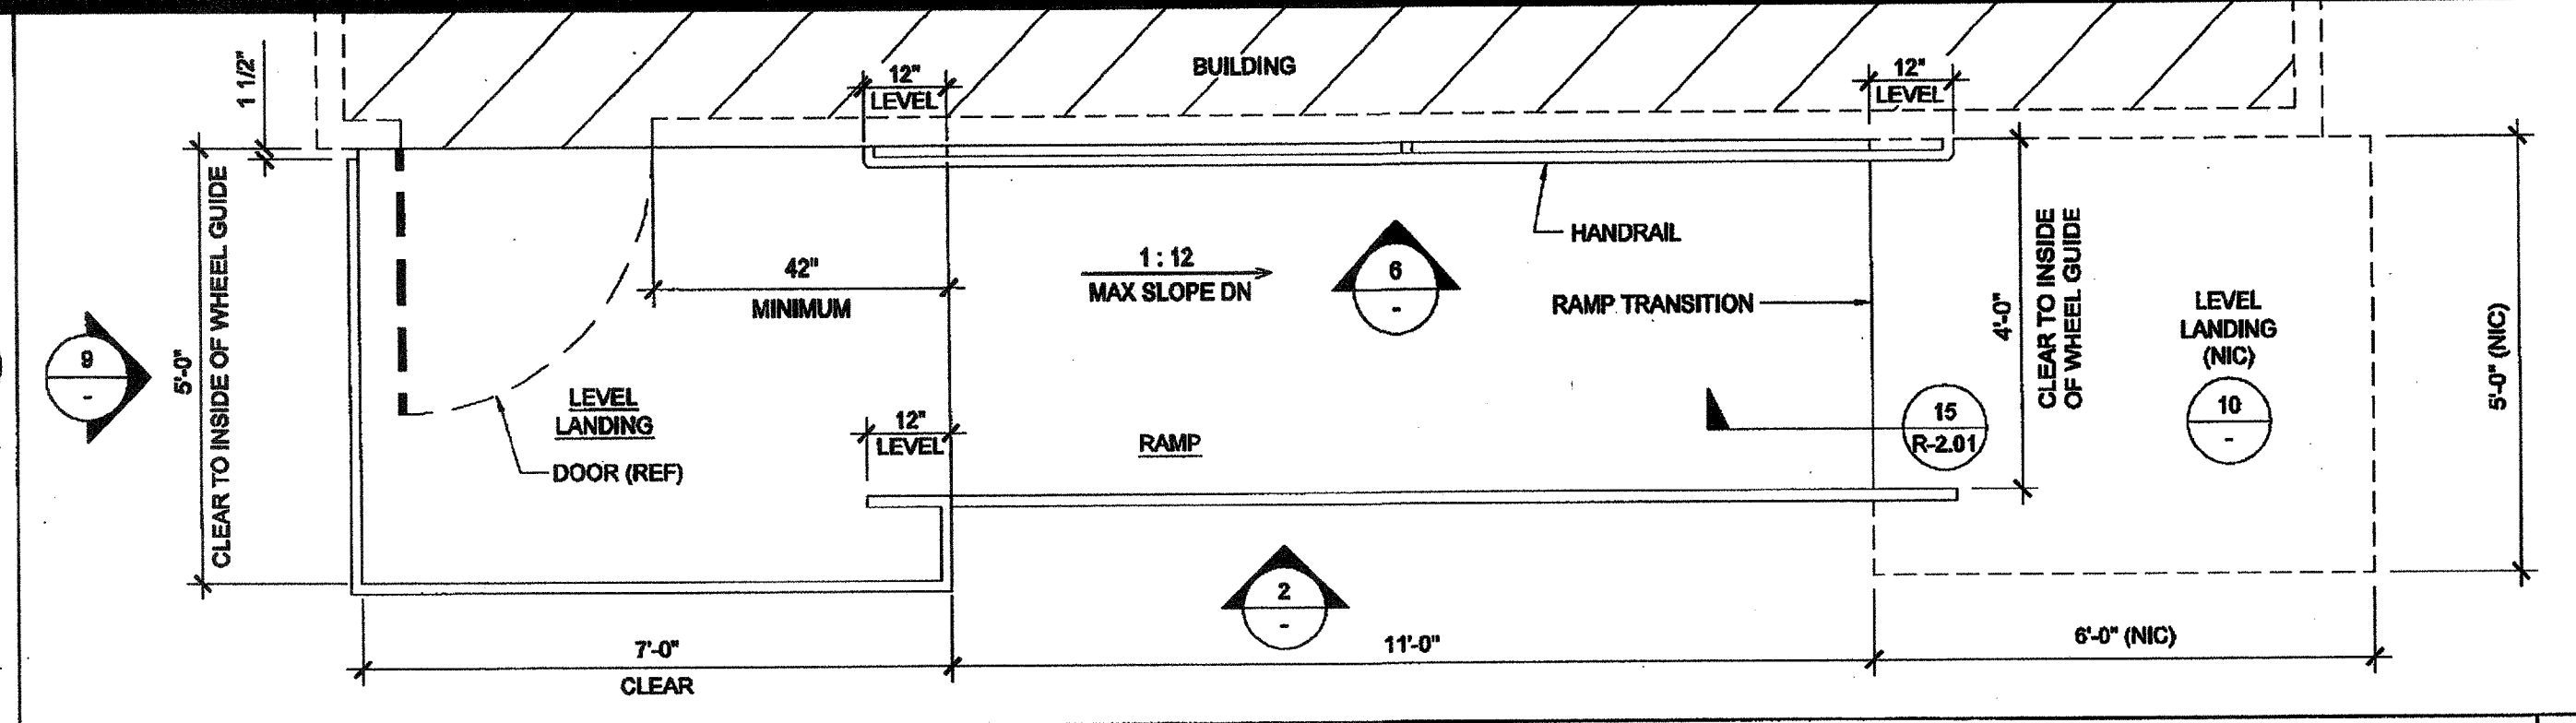 1 1/2"
12"
LEVEL
BUILDING
12"
LEVEL
5'-0"
CLEAR TO INSIDE OF WHEEL GUIDE
42"
MINIMUM
1 : 12
MAX SLOPE DN
6
-
HANDRAIL
RAMP TRANSITION
4'-0"
CLEAR TO INSIDE
OF WHEEL GUIDE
LEVEL
LANDING
(NIC)
10
-
5'-0" (NIC)
9
-
LEVEL
LANDING
DOOR (REF)
12"
LEVEL
RAMP
15
R-2.01
2
-
7'-0"
CLEAR
11'-0"
6'-0" (NIC)